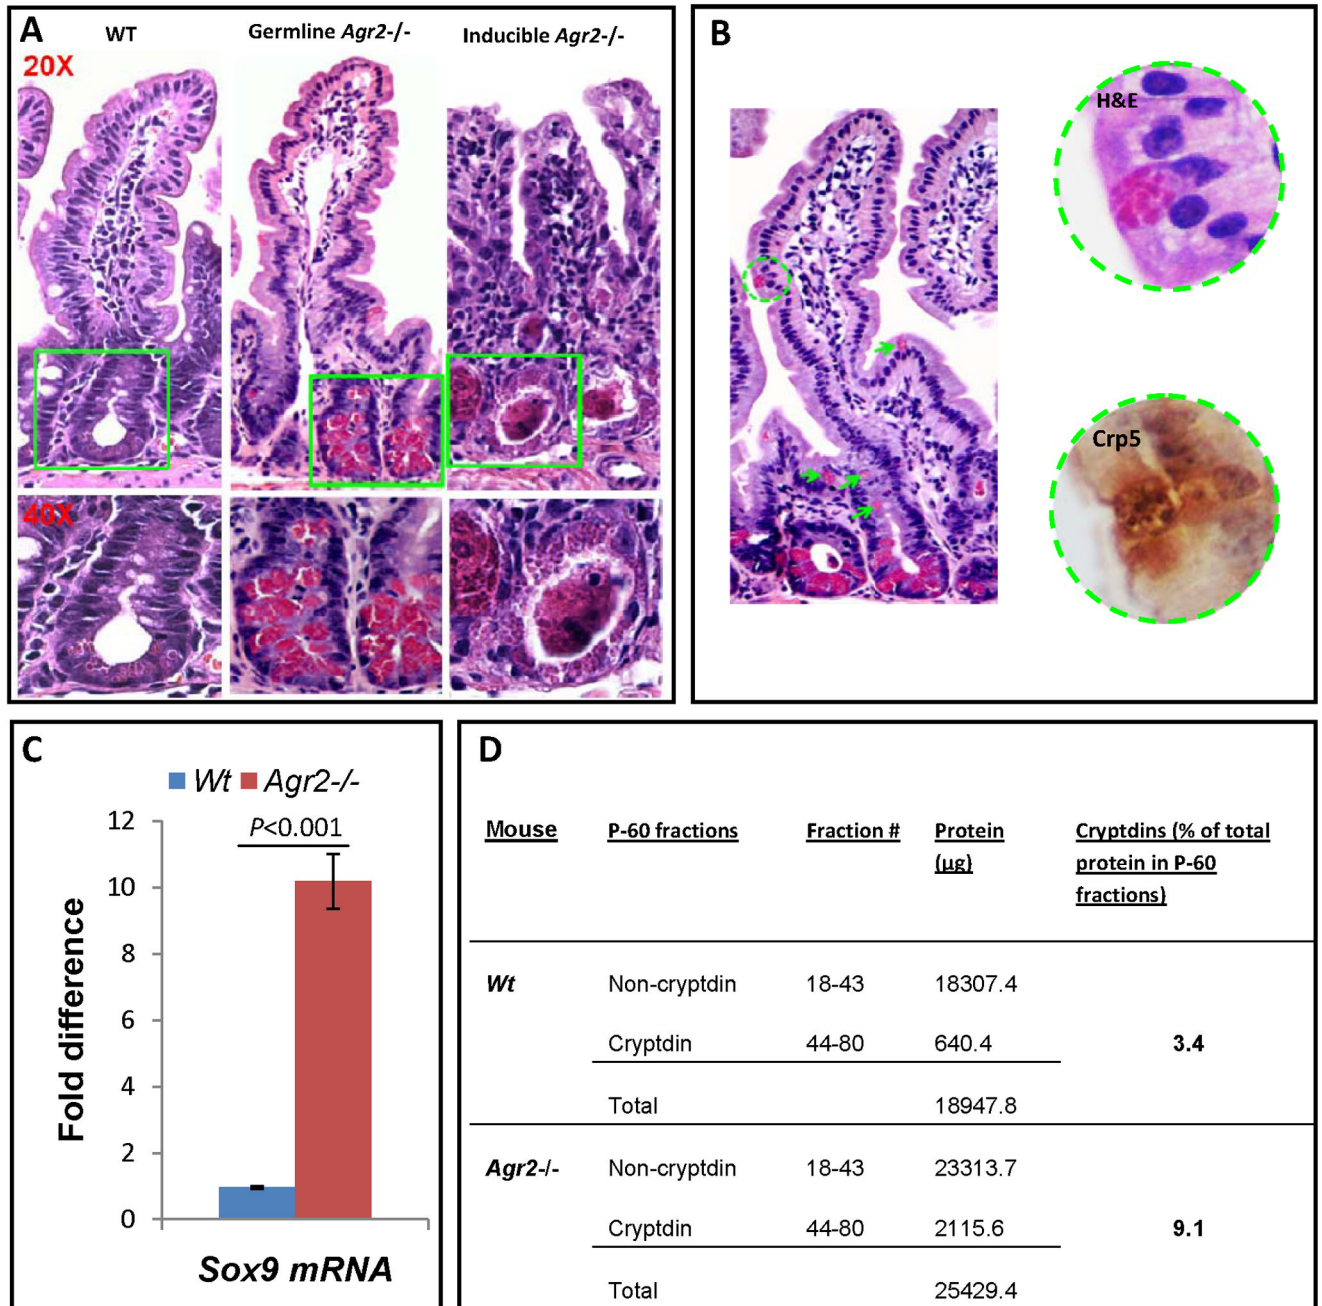 A
WT
Germline Agr2-/-
Inducible Agr2-/-
20X
40X
B
H&E
Crp5
C
Wt Agr2-/-
P<0.001
12
10
8
6
4
2
0
Fold difference
Sox9 mRNA
D
Mouse P-60 fractions Fraction # Protein (µg) Cryptdins (% of total protein in P-60 fractions)
Wt Non-cryptdin 18-43 18307.4
Cryptdin 44-80 640.4 3.4
Total 18947.8
Agr2-/- Non-cryptdin 18-43 23313.7
Cryptdin 44-80 2115.6 9.1
Total 25429.4